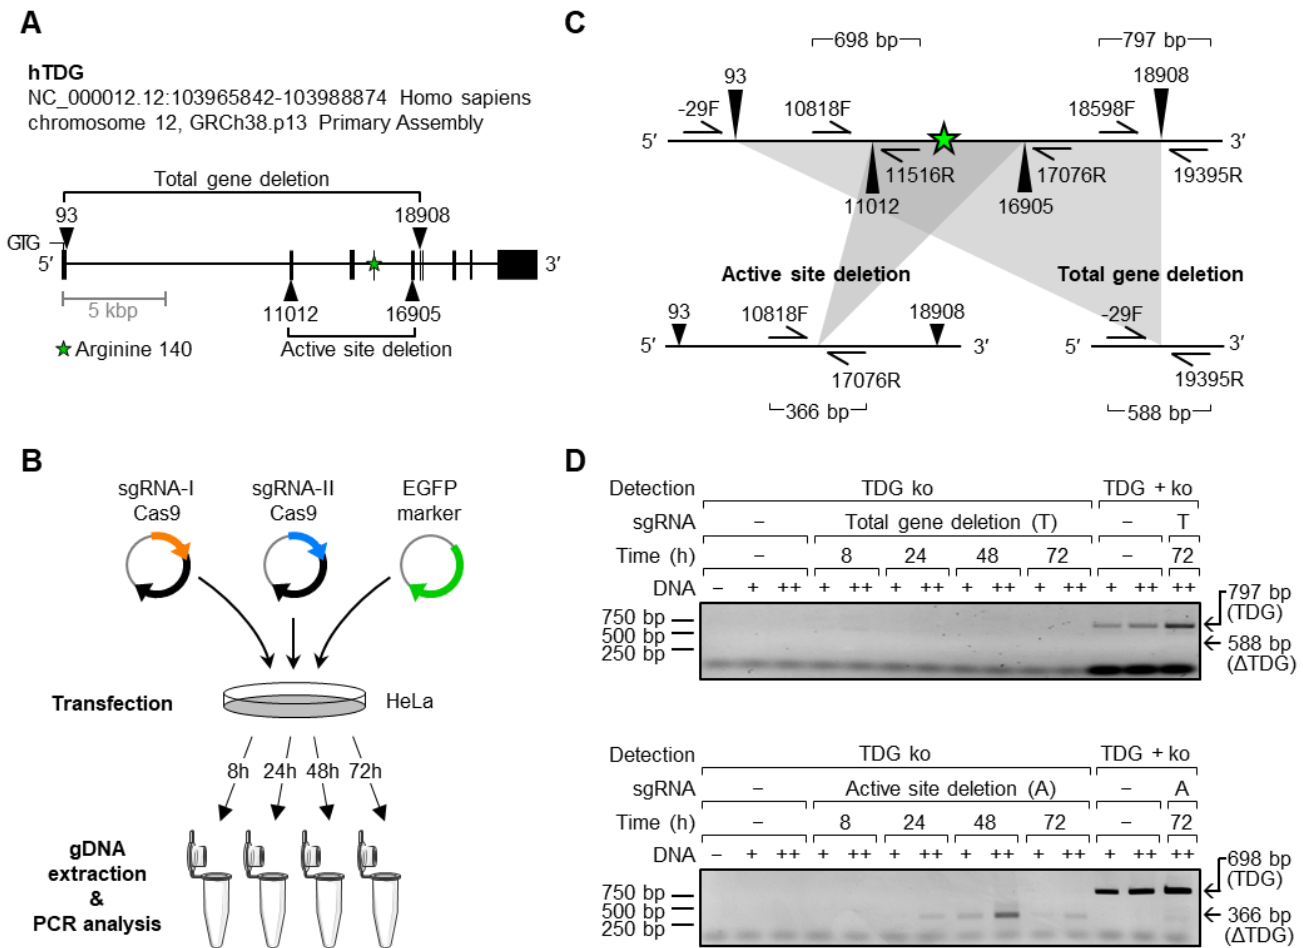 A
hTDG
NC_000012.12:103965842-103988874 Homo sapiens
chromosome 12, GRCh38.p13 Primary Assembly
Total gene deletion
93 18908
GTG
5′ 3′
5 kbp
11012 16905
Arginine 140
Active site deletion
B
sgRNA-I
Cas9
sgRNA-II
Cas9
EGFP
marker
Transfection
HeLa
8h 24h 48h 72h
gDNA
extraction
&
PCR analysis
C
698 bp 797 bp
93 18908
-29F 10818F 18598F
5′ 3′
11516R 17076R 19395R
11012 16905
Active site deletion Total gene deletion
93 10818F 18908 -29F
5′ 3′ 5′ 3′
17076R 19395R
366 bp 588 bp
D
Detection TDG ko TDG + ko
sgRNA – Total gene deletion (T) – T
Time (h) – 8 24 48 72 – 72
DNA – + ++ + ++ + ++ + ++ + ++ + ++ ++
797 bp
(TDG)
750 bp
500 bp
250 bp
588 bp
(ΔTDG)
Detection TDG ko TDG + ko
sgRNA – Active site deletion (A) – A
Time (h) – 8 24 48 72 – 72
DNA – + ++ + ++ + ++ + ++ + ++ + ++ ++
698 bp
(TDG)
750 bp
500 bp
250 bp
366 bp
(ΔTDG)